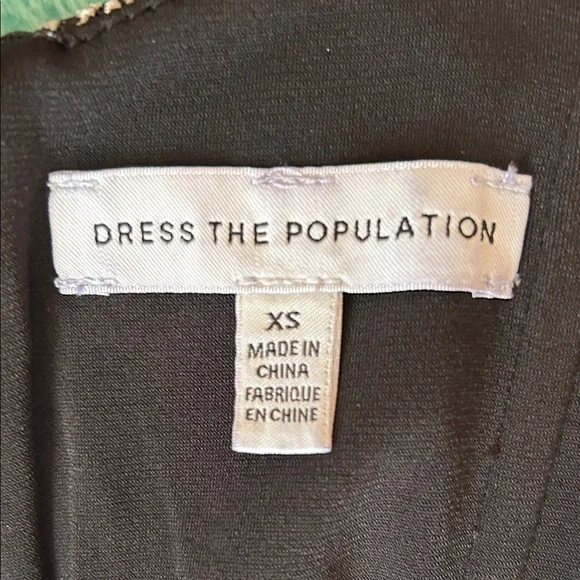 DRESS THE POPULATION
XS
MADE IN
CHINA
FABRIQUE
EN CHINE